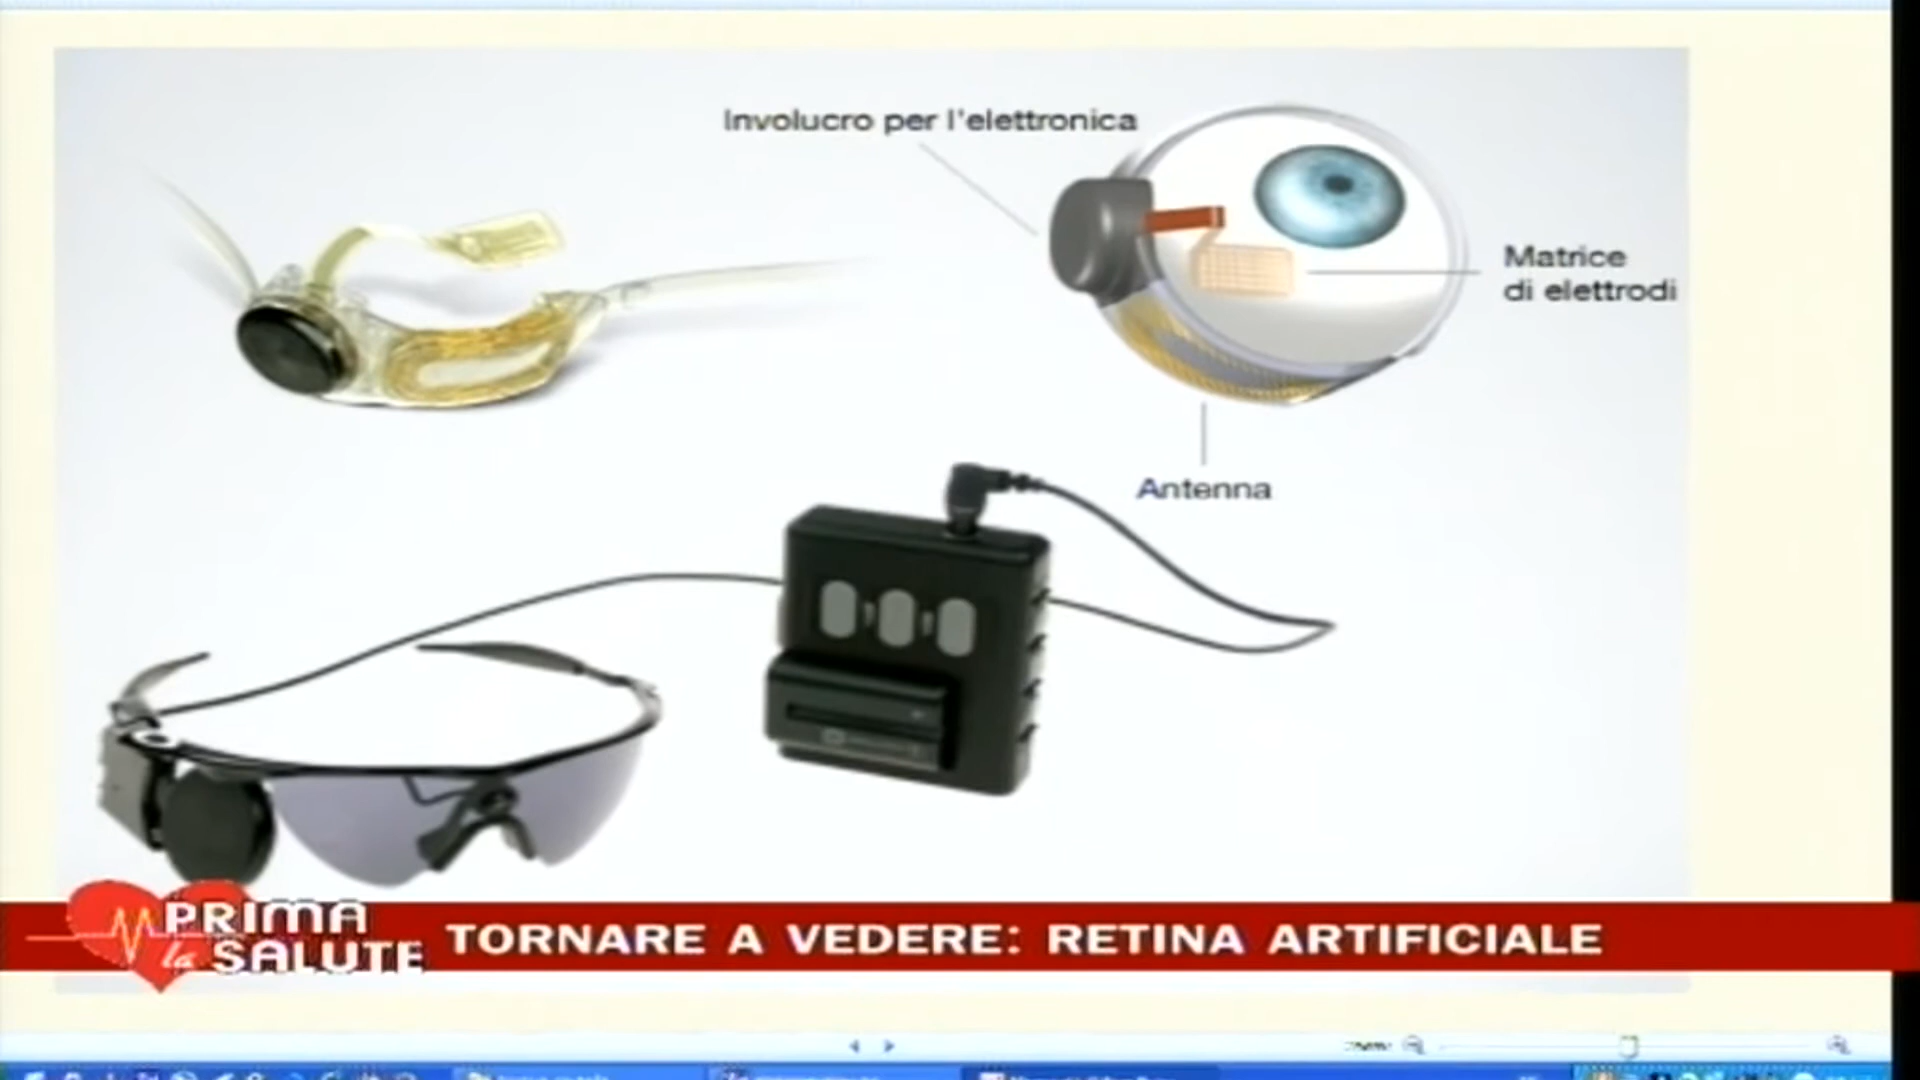 Involucro per l'elettronica
Matrice
di elettrodi
Antenna
PRIMA
la
SALUTE
TORNARE A VEDERE: RETINA ARTIFICIALE